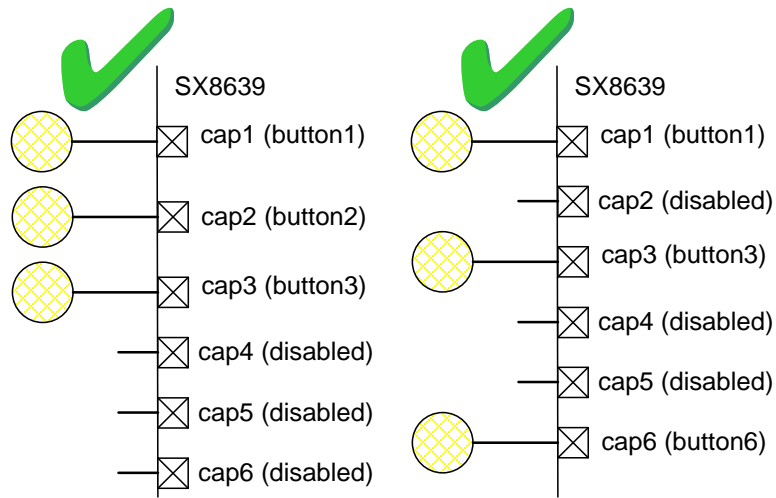 SX8639
cap1 (button1)
cap2 (button2)
cap3 (button3)
cap4 (disabled)
cap5 (disabled)
cap6 (disabled)
SX8639
cap1 (button1)
cap2 (disabled)
cap3 (button3)
cap4 (disabled)
cap5 (disabled)
cap6 (button6)